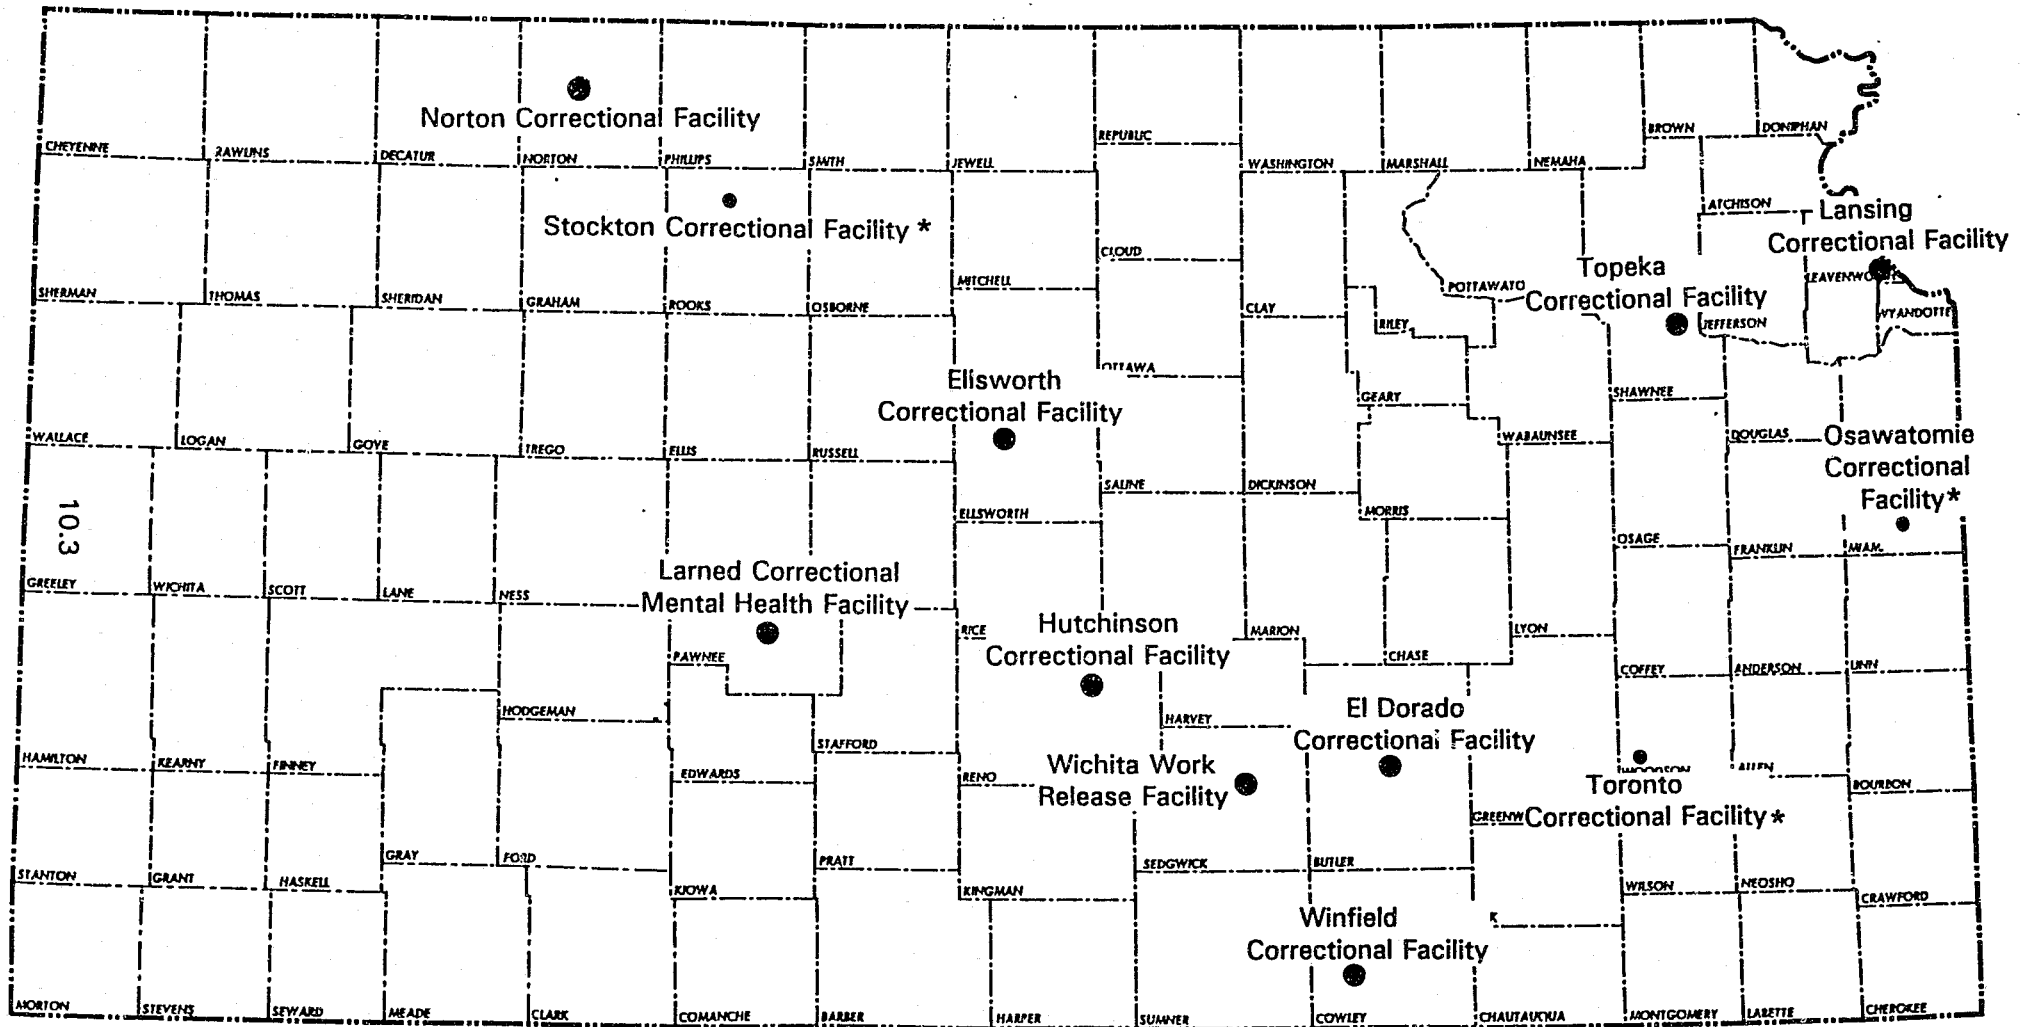 Norton Correctional Facility
REPUBLIC
BROWN
DONIPHAN
CHEYENNE
RAWLINS
DECATUR
NORTON
PHILLIPS
SMITH
JEWELL
WASHINGTON
MARSHALL
NEMAHA
Stockton Correctional Facility *
ATCHISON
Lansing
Correctional Facility
CLOUD
MITCHELL
POTTAWATO
Topeka
Correctional Facility
SHERMAN
THOMAS
SHERIDAN
GRAHAM
ROOKS
OSBORNE
CLAY
RILEY
JEFFERSON
LEAVENWO
WYANDOTTE
Ellsworth
Correctional Facility
OTTAWA
GEARY
SHAWNEE
WALLACE
LOGAN
GOVE
TREGO
ELLIS
RUSSELL
WABAUNSEE
DOUGLAS
Osawatomie
Correctional
Facility*
SALINE
DICKINSON
10.3
ELLSWORTH
MORRIS
OSAGE
FRANKLIN
MIAM
GREELEY
WICHITA
SCOTT
LANE
NESS
Larned Correctional
Mental Health Facility
RICE
Hutchinson
Correctional Facility
MARION
LYON
PAWNEE
CHASE
COFFEY
ANDERSON
LINN
HODGEMAN
HARVEY
El Dorado
Correctional Facility
STAFFORD
HAMILTON
KEARNY
FINNEY
EDWARDS
RENO
Wichita Work
Release Facility
WOODSON
ALLEN
BOURBON
Toronto
Correctional Facility*
GREENW
GRAY
FORD
PRATT
SEDGWICK
BUTLER
STANTON
GRANT
HASKELL
KIOWA
KINGMAN
WILSON
NEOSHO
CRAWFORD
Winfield
Correctional Facility
K
MORTON
STEVENS
SEWARD
MEADE
CLARK
COMANCHE
BARBER
HARPER
SUMNER
COWLEY
CHAUTAUQUA
MONTGOMERY
LABETTE
CHEROKEE